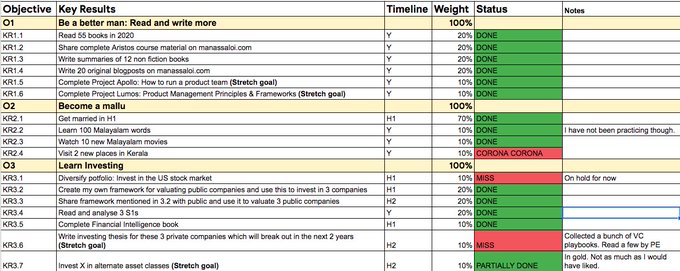 Objective Key Results Timeline Weight Status Notes
O1 Be a better man: Read and write more 100%
KR1.1 Read 55 books in 2020 Y 20% DONE
KR1.2 Share complete Aristos course material on manassaloi.com Y 20% DONE
KR1.3 Write summaries of 12 non fiction books Y 20% DONE
KR1.4 Write 20 original blogposts on manassaloi.com Y 20% DONE
KR1.5 Complete Project Apollo: How to run a product team (Stretch goal) Y 10% DONE
KR1.6 Complete Project Lumos: Product Management Principles & Frameworks (Stretch goal) Y 10% DONE
O2 Become a mallu 100%
KR2.1 Get married in H1 H1 70% DONE
KR2.2 Learn 100 Malayalam words Y 10% DONE I have not been practicing though.
KR2.3 Watch 10 new Malayalam movies Y 10% DONE
KR2.4 Visit 2 new places in Kerala Y 10% CORONA CORONA
O3 Learn Investing 100%
KR3.1 Diversify potfolio: Invest in the US stock market H1 10% MISS On hold for now
KR3.2 Create my own framework for valuating public companies and use this to invest in 3 companies H1 20% DONE
KR3.3 Share framework mentioned in 3.2 with public and use it to valuate 3 public companies H2 20% DONE
KR3.4 Read and analyse 3 S1s Y 20% DONE
KR3.5 Complete Financial Intelligence book H1 10% DONE
KR3.6 Write investing thesis for these 3 private companies which will break out in the next 2 years
(Stretch goal) H2 10% MISS Collected a bunch of VC
playbooks. Read a few by PE
KR3.7 Invest X in alternate asset classes (Stretch goal) H2 10% PARTIALLY DONE In gold. Not as much as I would
have liked.